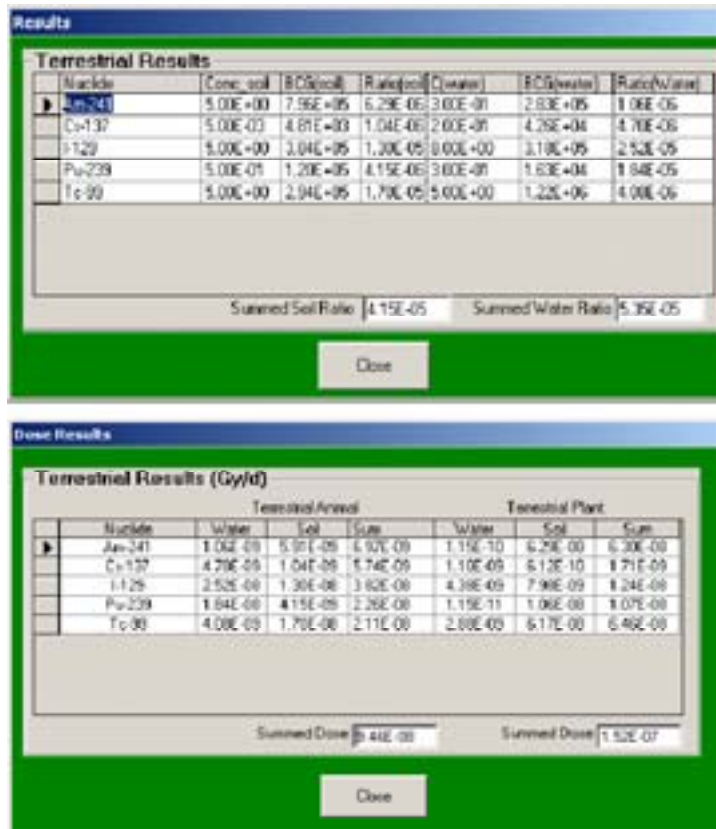 Results
Terrestrial Results
Nuclide Conc_soil BCG(soil) Ratio(soil) C(water) BCG(water) Ratio(Water)
Am-241 5.00E+00 7.96E+05 6.29E-06 3.00E-01 2.83E+05 1.06E-06
Cs-137 5.00E-03 4.81E+03 1.04E-06 2.00E-01 4.26E+04 4.70E-06
I-129 5.00E+00 3.84E+05 1.30E-05 8.00E+00 3.18E+05 2.52E-05
Pu-239 5.00E-01 1.20E+05 4.15E-06 3.00E-01 1.63E+04 1.84E-05
Tc-99 5.00E+00 2.94E+05 1.70E-05 5.00E+00 1.22E+06 4.08E-06
Summed Soil Ratio 4.15E-05 Summed Water Ratio 5.35E-05
Close
Dose Results
Terrestrial Results (Gy/d)
Terrestrial Animal Terrestrial Plant
Nuclide Water Soil Sum Water Soil Sum
Am-241 1.06E-09 6.92E-09 1.15E-10 6.29E-08 6.30E-08
Cs-137 1.04E-09 5.74E-09 1.10E-09 6.12E-10 1.71E-09
I-129 2.52E-08 1.30E-08 3.82E-08 4.38E-09 7.98E-09 1.24E-08
Pu-239 1.84E-08 4.15E-09 2.26E-08 1.15E-11 1.06E-08 1.07E-08
Tc-99 4.08E-09 1.70E-08 2.11E-08 2.88E-09 6.17E-08 6.46E-08
Summed Dose Summed Dose 1.52E-07
Close